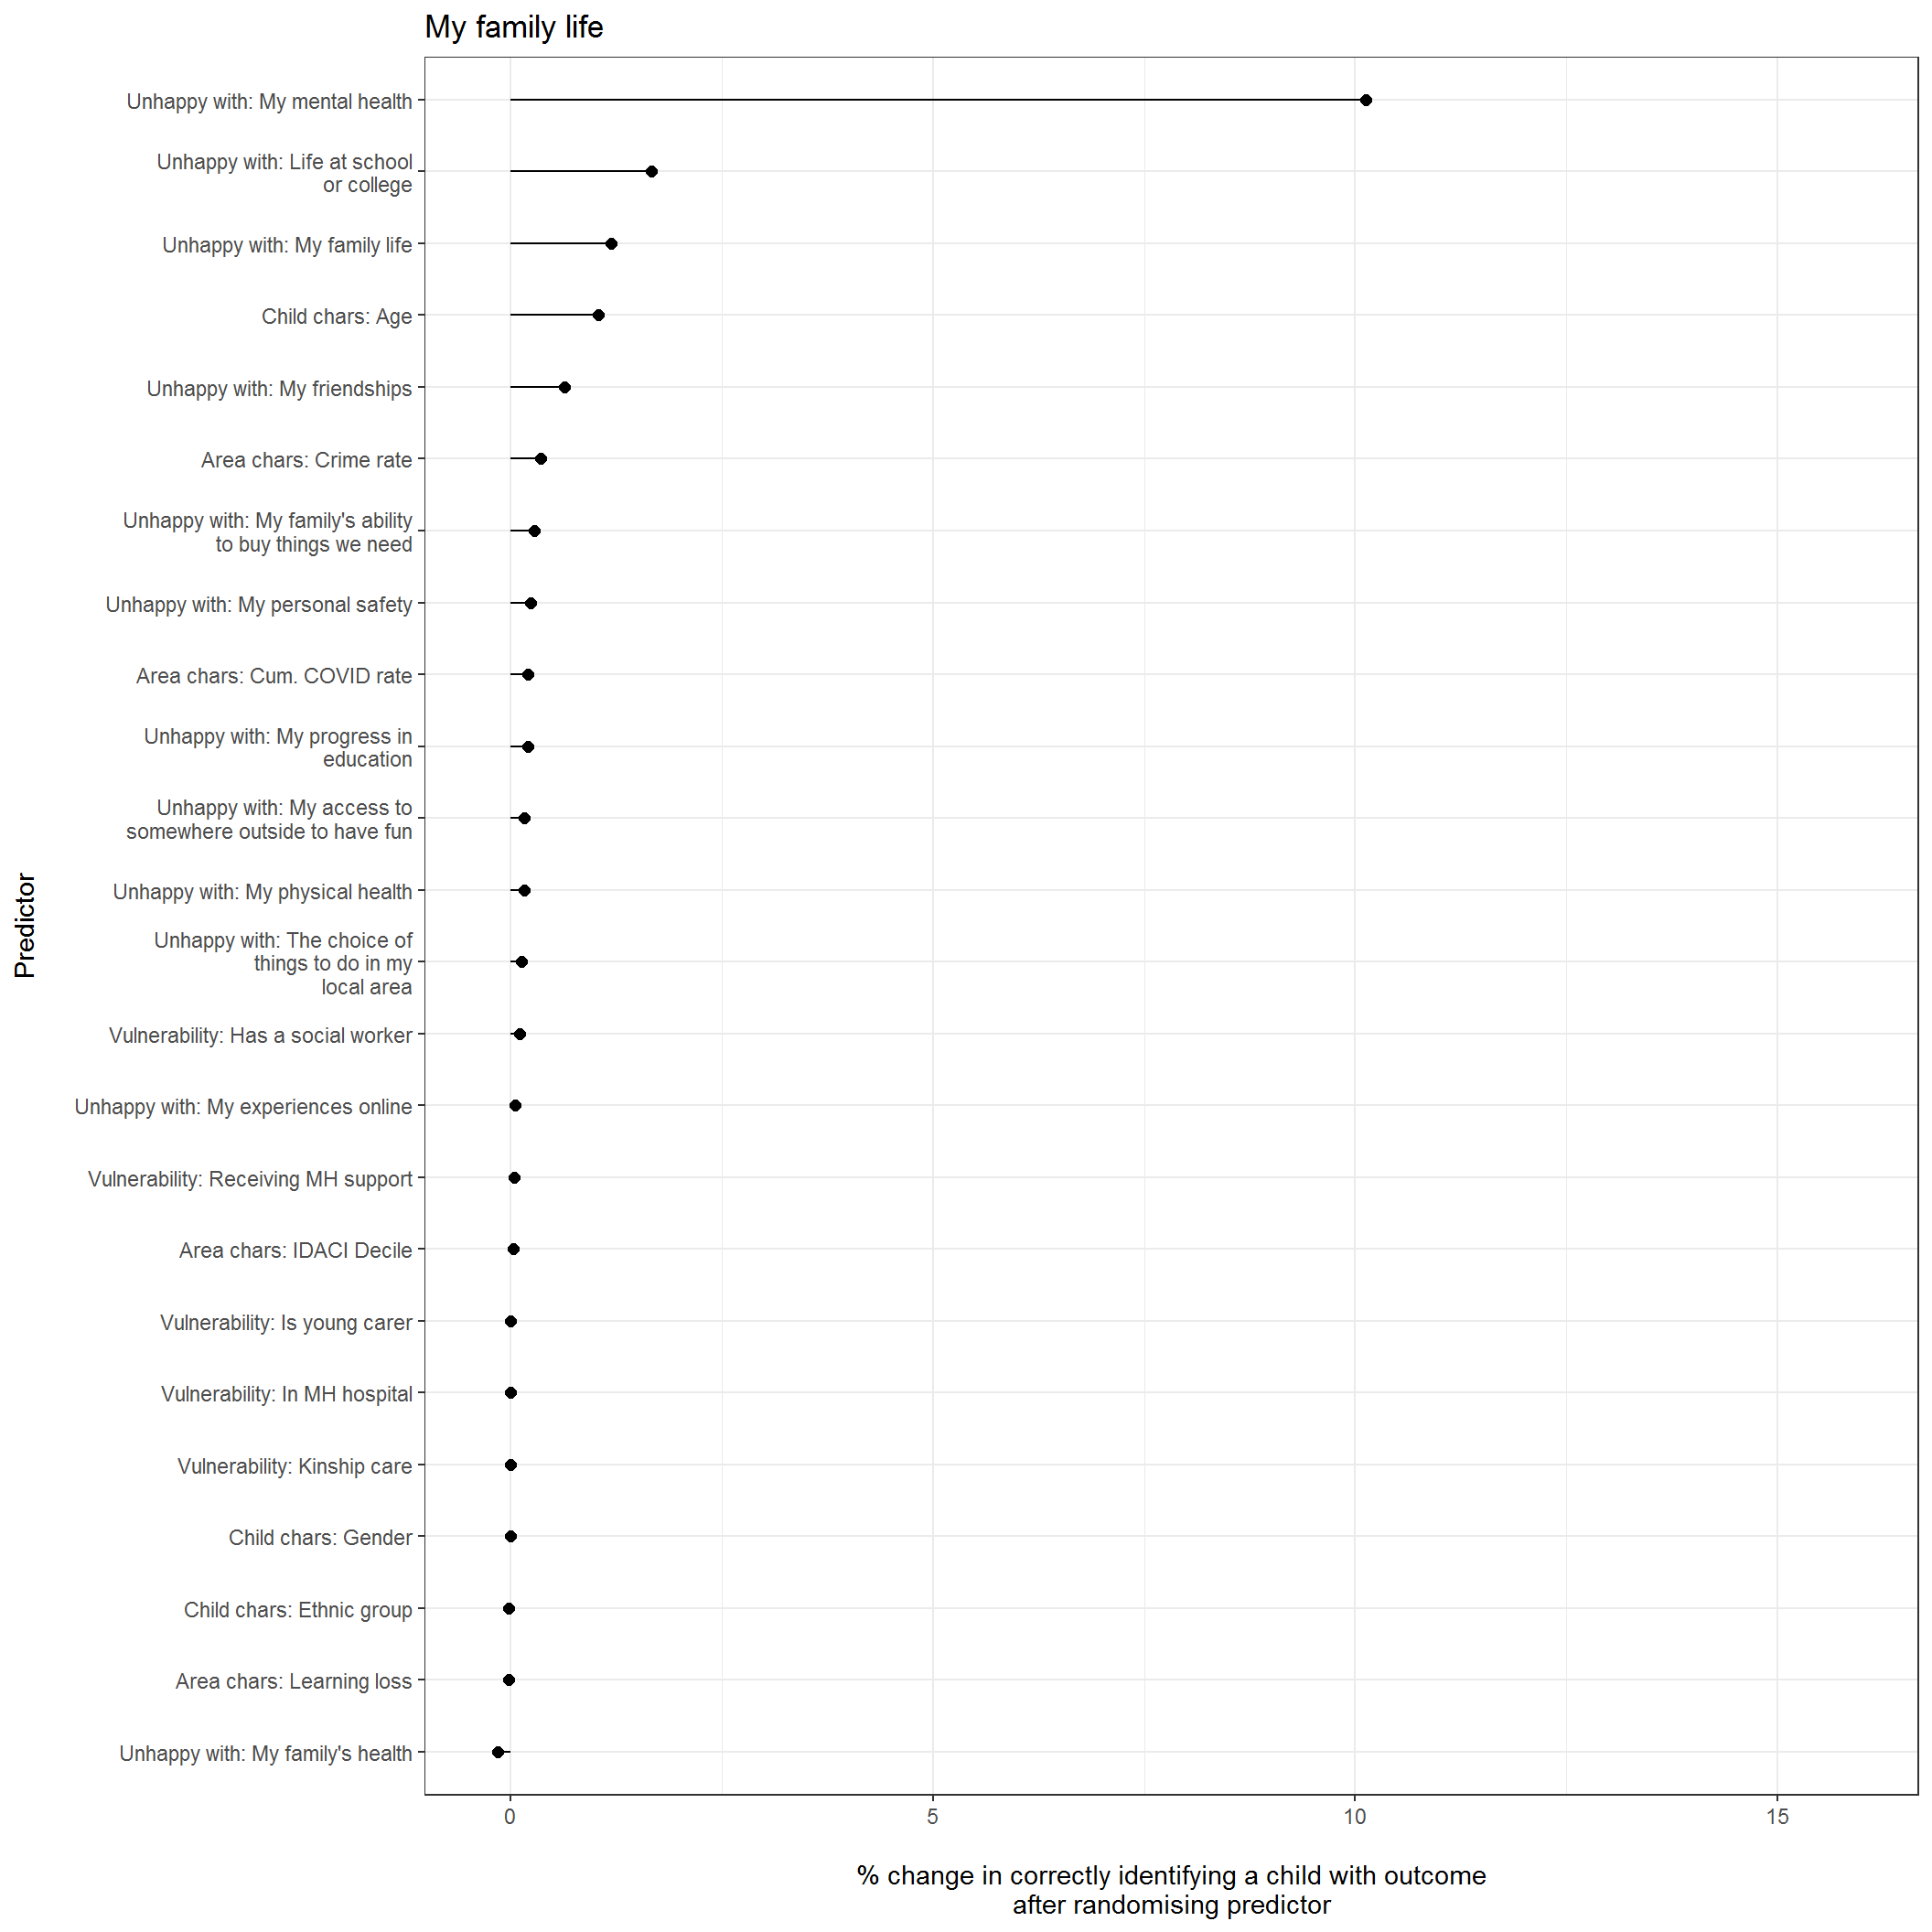 My family life
Unhappy with: My mental health
Unhappy with: Life at school
or college
Unhappy with: My family life
Child chars: Age
Unhappy with: My friendships
Area chars: Crime rate
Unhappy with: My family's ability
to buy things we need
Unhappy with: My personal safety
Area chars: Cum. COVID rate
Unhappy with: My progress in
education
Unhappy with: My access to
somewhere outside to have fun
Unhappy with: My physical health
Unhappy with: The choice of
things to do in my
local area
Vulnerability: Has a social worker
Unhappy with: My experiences online
Vulnerability: Receiving MH support
Area chars: IDACI Decile
Vulnerability: Is young carer
Vulnerability: In MH hospital
Vulnerability: Kinship care
Child chars: Gender
Child chars: Ethnic group
Area chars: Learning loss
Unhappy with: My family's health
Predictor
0 5 10 15
% change in correctly identifying a child with outcome
after randomising predictor